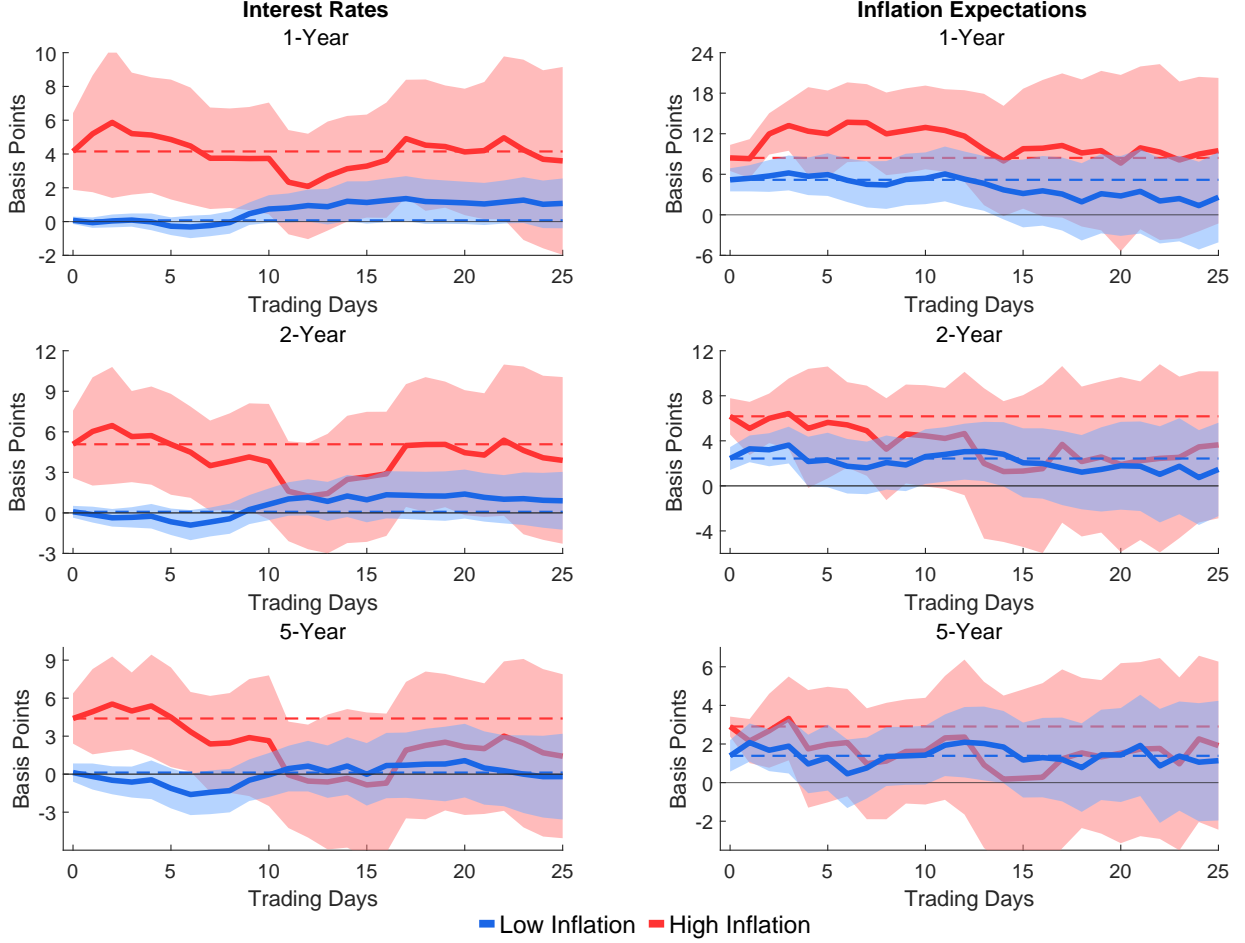 Interest Rates
1-Year
10
8
6
4
2
0
-2
Basis Points
0 5 10 15 20 25
Trading Days
Inflation Expectations
1-Year
24
18
12
6
0
-6
Basis Points
0 5 10 15 20 25
Trading Days
2-Year
12
9
6
3
0
-3
Basis Points
0 5 10 15 20 25
Trading Days
2-Year
12
8
4
0
-4
Basis Points
0 5 10 15 20 25
Trading Days
5-Year
9
6
3
0
-3
Basis Points
0 5 10 15 20 25
Trading Days
5-Year
6
4
2
0
-2
Basis Points
0 5 10 15 20 25
Trading Days
Low Inflation High Inflation